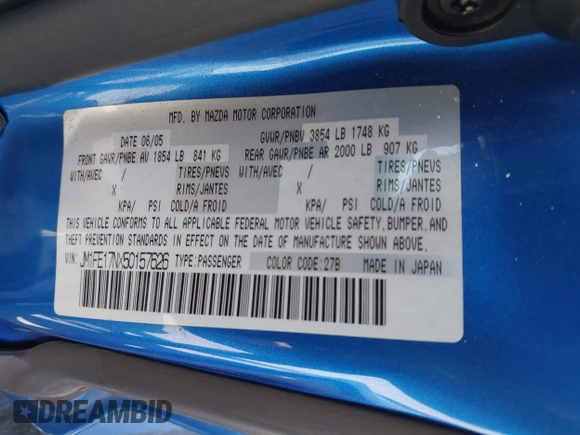 MFD. BY MAZDA MOTOR CORPORATION
DATE 06/05 GVWR/PNBV 3854 LB 1748 KG
FRONT GAWR/PNBE AV 1854 LB 841 KG REAR GAWR/PNBE AR 2000 LB 907 KG
WITH/AVEC / TIRES/PNEVS WITH/AVEC / TIRES/PNEVS
X RIMS/JANTES X RIMS/JANTES
KPA/ PSI COLD/A FROID KPA/ PSI COLD/A FROID
THIS VEHICLE CONFORMS TO ALL APPLICABLE FEDERAL MOTOR VEHICLE SAFETY, BUMPER, AND
THEFT PREVENTION STANDARDS IN EFFECT ON THE DATE OF MANUFACTURE SHOWN ABOVE.
VIN: JM1FE17NX50157626 TYPE:PASSENGER COLOR CODE:27B MADE IN JAPAN
DREAMBID